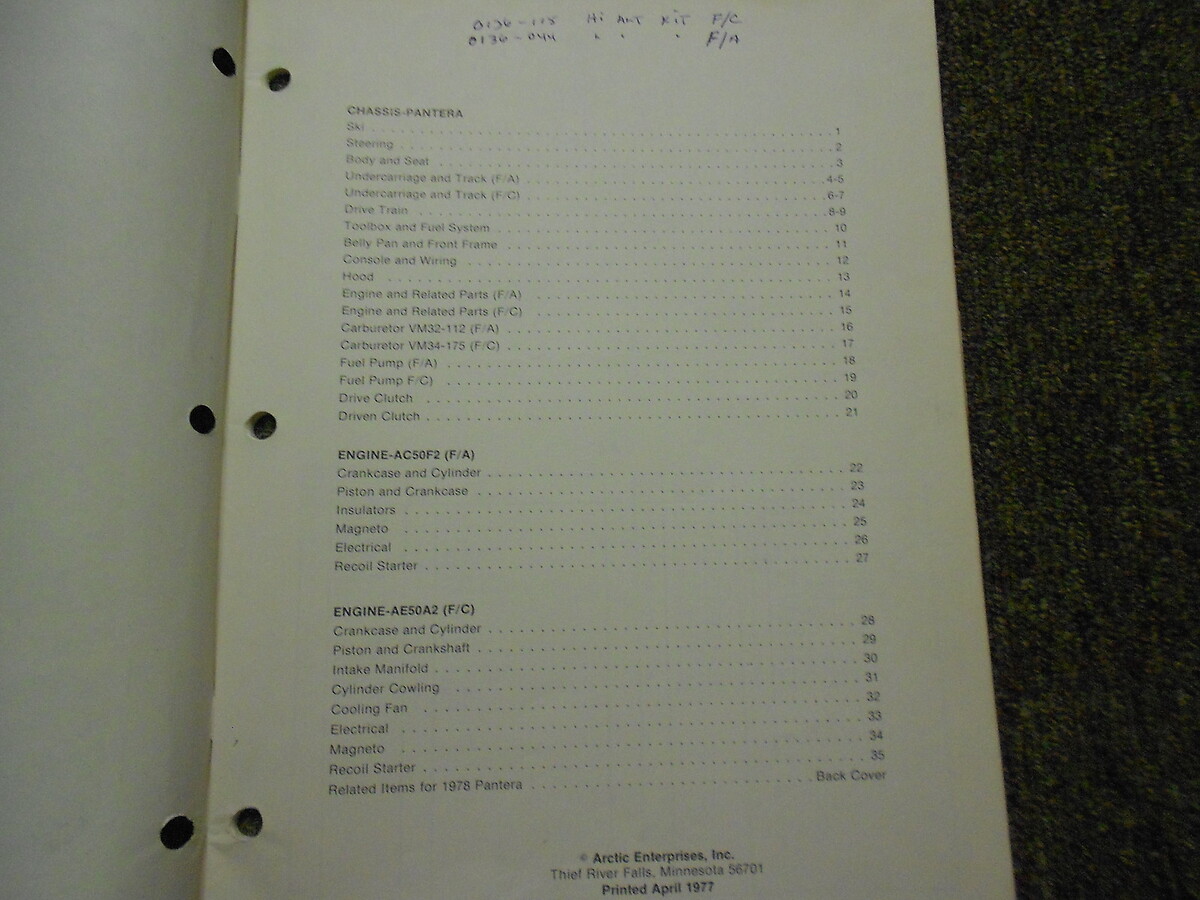 0136-115 Hi ALT KIT F/C
0136-044 " " " F/A
CHASSIS-PANTERA
Ski . . . . . . . . . . 1
Steering . . . . . . . . . . 2
Body and Seat . . . . . . . . . . 3
Undercarriage and Track (F/A) . . . . . . . . . . 4-5
Undercarriage and Track (F/C) . . . . . . . . . . 6-7
Drive Train . . . . . . . . . . 8-9
Toolbox and Fuel System . . . . . . . . . . 10
Belly Pan and Front Frame . . . . . . . . . . 11
Console and Wiring . . . . . . . . . . 12
Hood . . . . . . . . . . 13
Engine and Related Parts (F/A) . . . . . . . . . . 14
Engine and Related Parts (F/C) . . . . . . . . . . 15
Carburetor VM32-112 (F/A) . . . . . . . . . . 16
Carburetor VM34-175 (F/C) . . . . . . . . . . 17
Fuel Pump (F/A) . . . . . . . . . . 18
Fuel Pump F/C) . . . . . . . . . . 19
Drive Clutch . . . . . . . . . . 20
Driven Clutch . . . . . . . . . . 21
ENGINE-AC50F2 (F/A)
Crankcase and Cylinder . . . . . . . . . . 22
Piston and Crankcase . . . . . . . . . . 23
Insulators . . . . . . . . . . 24
Magneto . . . . . . . . . . 25
Electrical . . . . . . . . . . 26
Recoil Starter . . . . . . . . . . 27
ENGINE-AE50A2 (F/C)
Crankcase and Cylinder . . . . . . . . . . 28
Piston and Crankshaft . . . . . . . . . . 29
Intake Manifold . . . . . . . . . . 30
Cylinder Cowling . . . . . . . . . . 31
Cooling Fan . . . . . . . . . . 32
Electrical . . . . . . . . . . 33
Magneto . . . . . . . . . . 34
Recoil Starter . . . . . . . . . . 35
Related Items for 1978 Pantera . . . . . . . . . . Back Cover
© Arctic Enterprises, Inc.
Thief River Falls, Minnesota 56701
Printed April 1977